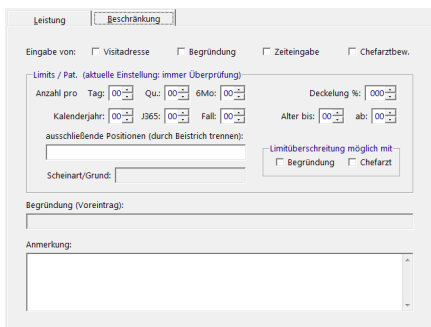 Leistung Beschränkung
Eingabe von: Visitadresse Begründung Zeiteingabe Chefarztbew.
Limits / Pat. (aktuelle Einstellung: immer Überprüfung)
Anzahl pro Tag: 00 Qu.: 00 6Mo: 00 Deckelung %: 000
Kalenderjahr: 00 J365: 00 Fall: 00 Alter bis: 00 ab: 00
ausschließende Positionen (durch Beistrich trennen):
Limitüberschreitung möglich mit
Begründung Chefarzt
Scheinart/Grund:
Begründung (Voreintrag):
Anmerkung: